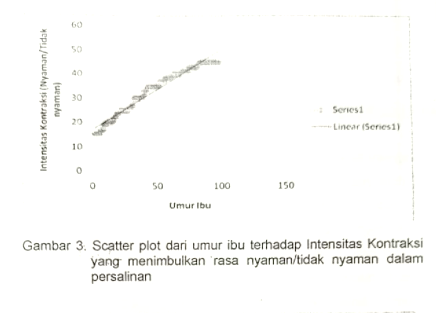 60
50
40
30
20
10
0
0 50 100 150
Intensitas Kontraksi (Nyaman/Tidak
nyaman)
Umur Ibu
Series1
Linear (Series1)
Gambar 3. Scatter plot dari umur ibu terhadap Intensitas Kontraksi
yang menimbulkan rasa nyaman/tidak nyaman dalam
persalinan